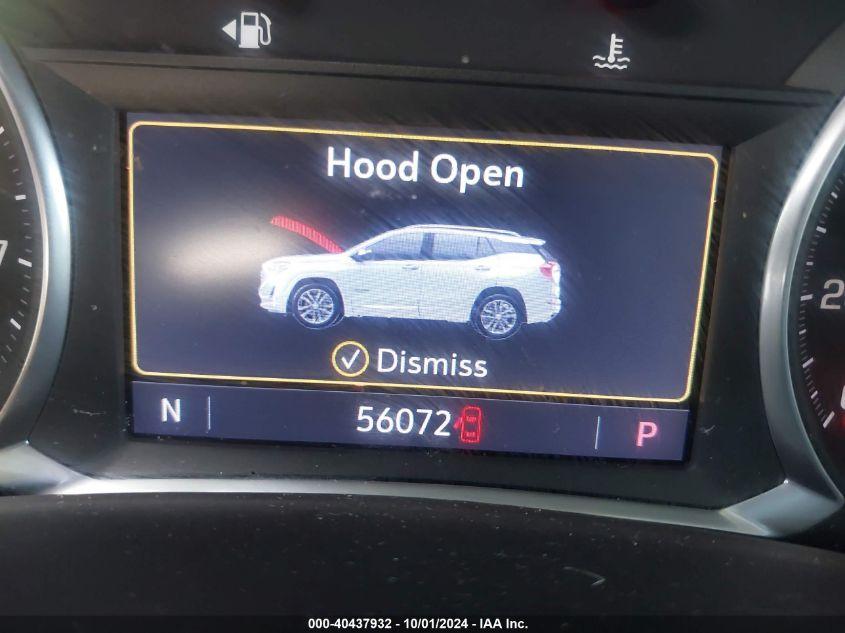 Hood Open
Dismiss
N 56072 P
000-40437932 - 10/01/2024 - IAA Inc.